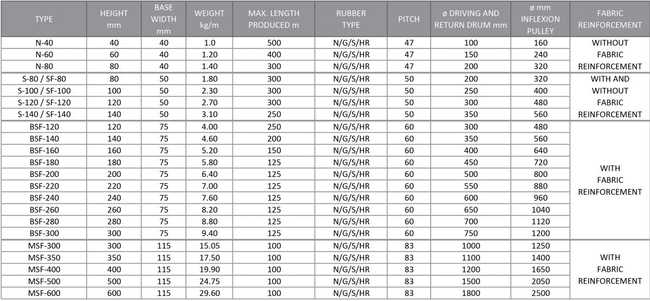 TYPE HEIGHT mm BASE WIDTH mm WEIGHT kg/m MAX. LENGTH PRODUCED m RUBBER TYPE PITCH ø DRIVING AND RETURN DRUM mm ø mm INFLEXION PULLEY FABRIC REINFORCEMENT
N-40 40 40 1.0 500 N/G/S/HR 47 100 160 WITHOUT
N-60 60 40 1.20 400 N/G/S/HR 47 150 240 FABRIC
N-80 80 40 1.40 300 N/G/S/HR 47 200 320 REINFORCEMENT
S-80 / SF-80 80 50 1.80 300 N/G/S/HR 50 200 320 WITH AND
S-100 / SF-100 100 50 2.30 300 N/G/S/HR 50 250 400 WITHOUT
S-120 / SF-120 120 50 2.70 300 N/G/S/HR 50 300 480 FABRIC
S-140 / SF-140 140 50 3.10 250 N/G/S/HR 50 350 560 REINFORCEMENT
BSF-120 120 75 4.00 250 N/G/S/HR 60 300 480
BSF-140 140 75 4.60 200 N/G/S/HR 60 350 560
BSF-160 160 75 5.20 150 N/G/S/HR 60 400 640
BSF-180 180 75 5.80 125 N/G/S/HR 60 450 720
BSF-200 200 75 6.40 125 N/G/S/HR 60 500 800 WITH
BSF-220 220 75 7.00 125 N/G/S/HR 60 550 880 FABRIC
BSF-240 240 75 7.60 125 N/G/S/HR 60 600 960 REINFORCEMENT
BSF-260 260 75 8.20 125 N/G/S/HR 60 650 1040
BSF-280 280 75 8.80 125 N/G/S/HR 60 700 1120
BSF-300 300 75 9.40 125 N/G/S/HR 60 750 1200
MSF-300 300 115 15.05 100 N/G/S/HR 83 1000 1250
MSF-350 350 115 17.50 100 N/G/S/HR 83 1100 1400 WITH
MSF-400 400 115 19.90 100 N/G/S/HR 83 1200 1650 FABRIC
MSF-500 500 115 24.75 100 N/G/S/HR 83 1500 2050 REINFORCEMENT
MSF-600 600 115 29.60 100 N/G/S/HR 83 1800 2500